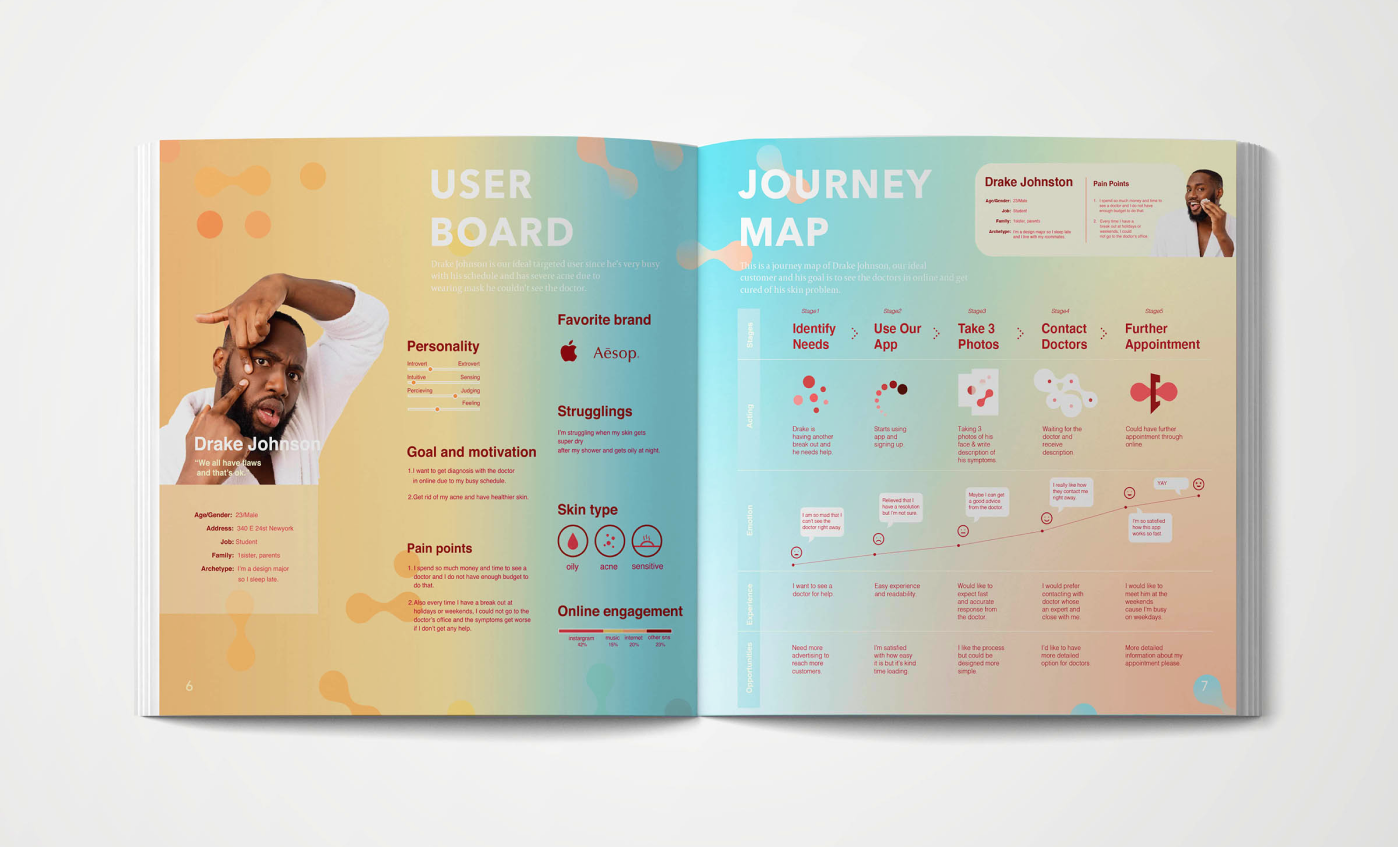 USER
BOARD
Drake Johnson is our ideal targeted user since he's very busy
with his schedule and has severe acne due to
wearing mask he couldn't see the doctor.
Drake Johnson
"We all have flaws
and that's ok."
Age/Gender: 23/Male
Address: 340 E 24st Newyork
Job: Student
Family: 1sister, parents
Archetype: I'm a design major
so I sleep late.
Personality
Introvert Extrovert
Intuitive Sensing
Percieving Judging
Feeling
Goal and motivation
1.I want to get diagnosis with the doctor
in online due to my busy schedule.
2.Get rid of my acne and have healthier skin.
Pain points
1.I spend so much money and time to see a
doctor and I do not have enough budget to
do that.
2.Also every time I have a break out at
holidays or weekends, I could not go to the
doctor's office and the symptoms get worse
if I don't get any help.
Favorite brand
Aēsop.
Strugglings
I'm struggling when my skin gets
super dry
after my shower and gets oily at night.
Skin type
oily acne sensitive
Online engagement
instargram music internet other sns
42% 18% 20% 20%
6
JOURNEY
MAP
This is a journey map of Drake Johnson, our ideal
customer and his goal is to see the doctors in online and get
cured of his skin problem.
Drake Johnston
Age/Gender: 23/Male
Job: Student
Family: 1sister, parents
Archetype: I'm a design major so I sleep late
and I live with my roommate.
Pain Points
1. I spend so much money and time to
see a doctor and I do not have
enough budget to do that.
2. Every time I have a
break out at holidays or
weekends, I could
not go to the doctor's office.
Stages
Stage1 Stage2 Stage3 Stage4 Stage5
Identify
Needs
Use Our
App
Take 3
Photos
Contact
Doctors
Further
Appointment
Acting
Drake is
having another
break out and
he needs help.
Starts using
app and
signing up
Taking 3
photos of his
face & write
description of
his symptoms.
Waiting for the
doctor and
receive
description
Could have further
appointment through
online
Emotion
I am so mad that I
can't see the
doctor right away
Relieved that I
have a resolution
but I'm not sure.
Maybe I can get
a good advice
from the doctor.
I really like how
they contact me
right away
I'm so satisfied
how this app
works so fast.
YAY
Experience
I want to see a
doctor for help.
Easy experience
and readability.
Would like to
expect fast
and accurate
response from
the doctor.
I would prefer
contacting with
doctor whose
an expert and
close with me.
I would like to
meet him at the
weekends
cause I'm busy
on weekdays.
Opportunities
Need more
advertising to
reach more
customers
I'm satisfied
with how easy
it is but it's kind
time loading.
I like the process
but could be
designed more
simple.
I'd like to have
more detailed
option for doctors
More detailed
information about my
appointment please
7